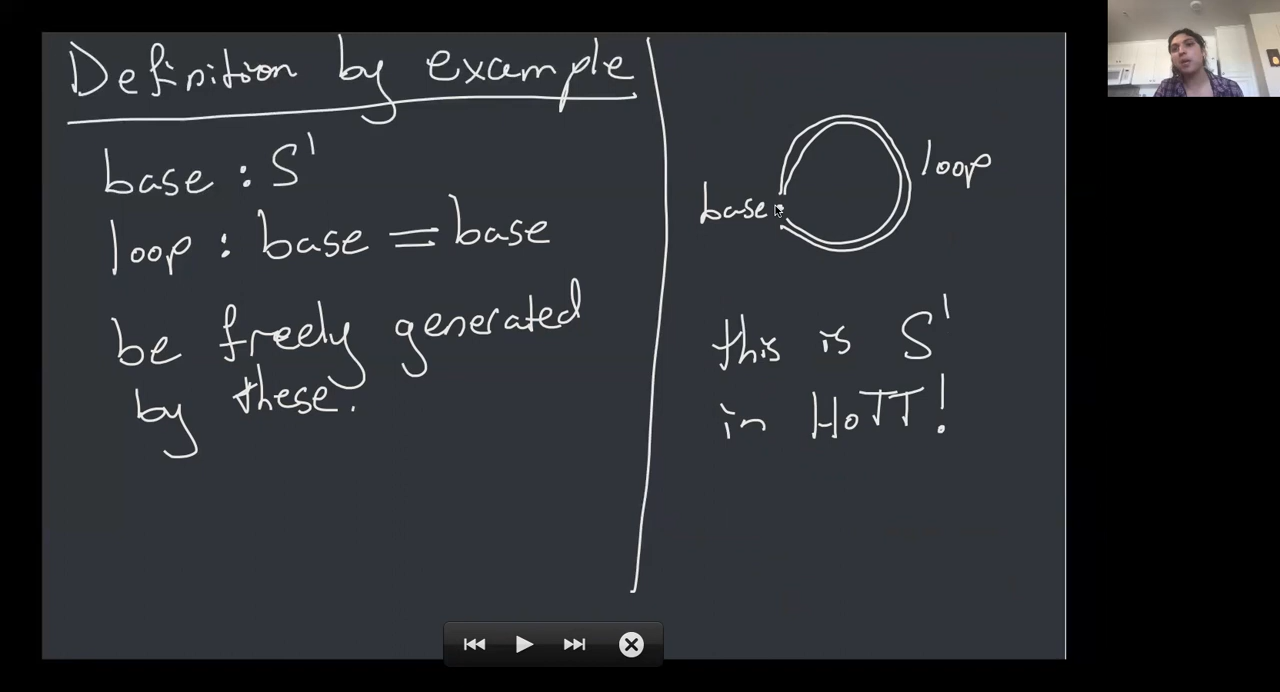 Definition by example
base : S¹
loop : base = base
be freely generated
by these.
loop
base
this is S¹
in HoTT!